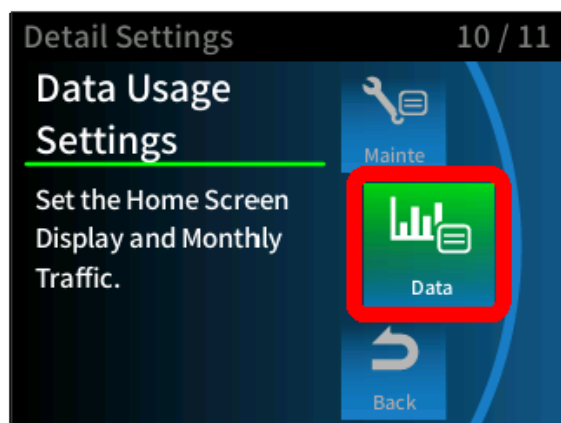 Detail Settings 10 / 11
Data Usage
Settings
Mainte
Set the Home Screen
Display and Monthly
Traffic.
Data
Back